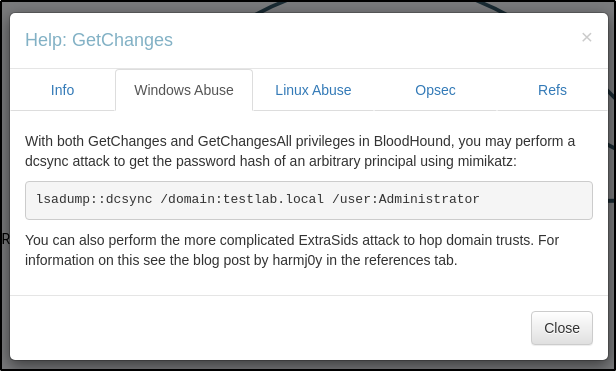 Help: GetChanges
×
Info
Windows Abuse
Linux Abuse
Opsec
Refs
With both GetChanges and GetChangesAll privileges in BloodHound, you may perform a
dcsync attack to get the password hash of an arbitrary principal using mimikatz:
lsadump::dcsync /domain:testlab.local /user:Administrator
R
You can also perform the more complicated ExtraSids attack to hop domain trusts. For
information on this see the blog post by harmj0y in the references tab.
Close